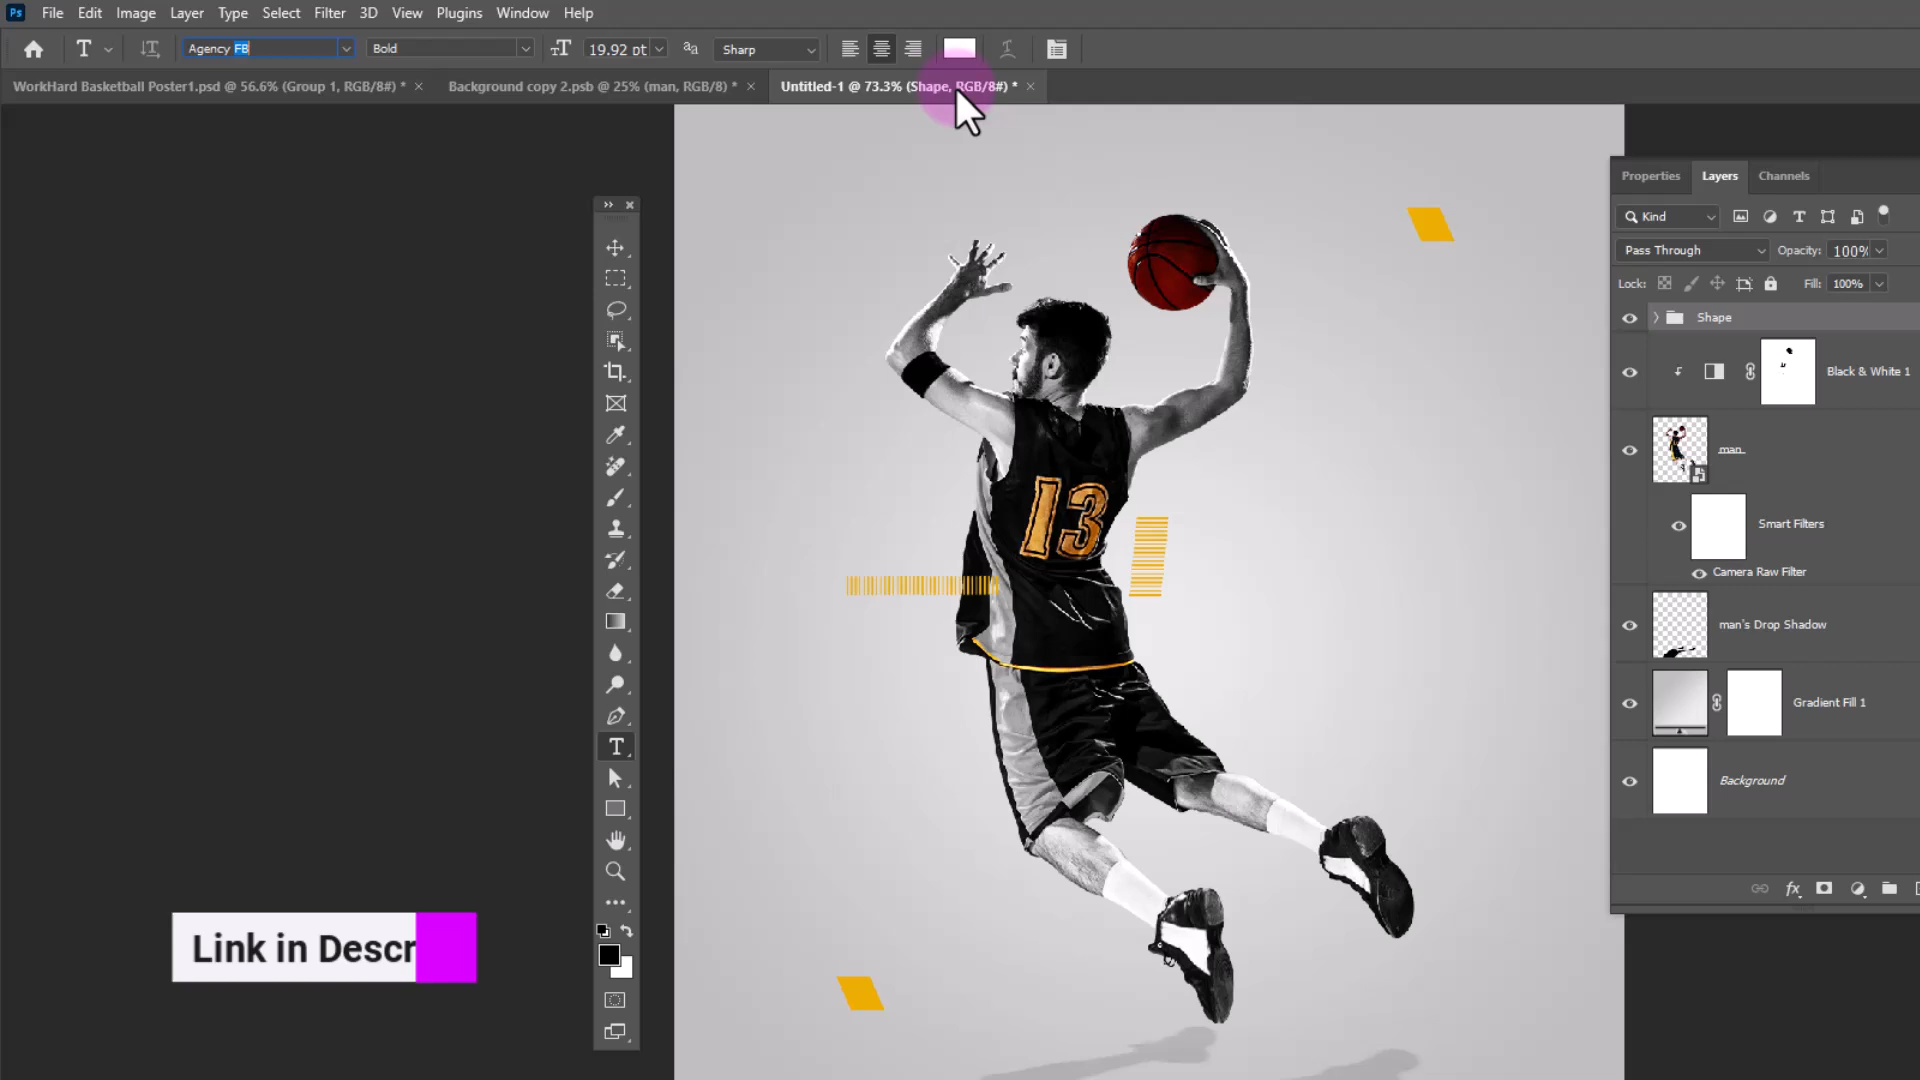 Ps File Edit Image Layer Type Select Filter 3D View Plugins Window Help
Agency FB Bold 19.92 pt Sharp
WorkHard Basketball Poster1.psd @ 56.6% (Group 1, RGB/8#) * × Background copy 2.psb @ 25% (man, RGB/8) * × Untitled-1 @ 73.3% (Shape, RGB/8#) * ×
Properties Layers Channels
Kind
Pass Through Opacity: 100%
Lock: Fill: 100%
Shape
Black & White 1
man
Smart Filters
Camera Raw Filter
man's Drop Shadow
Gradient Fill 1
Background
fx
13
Link in Descr